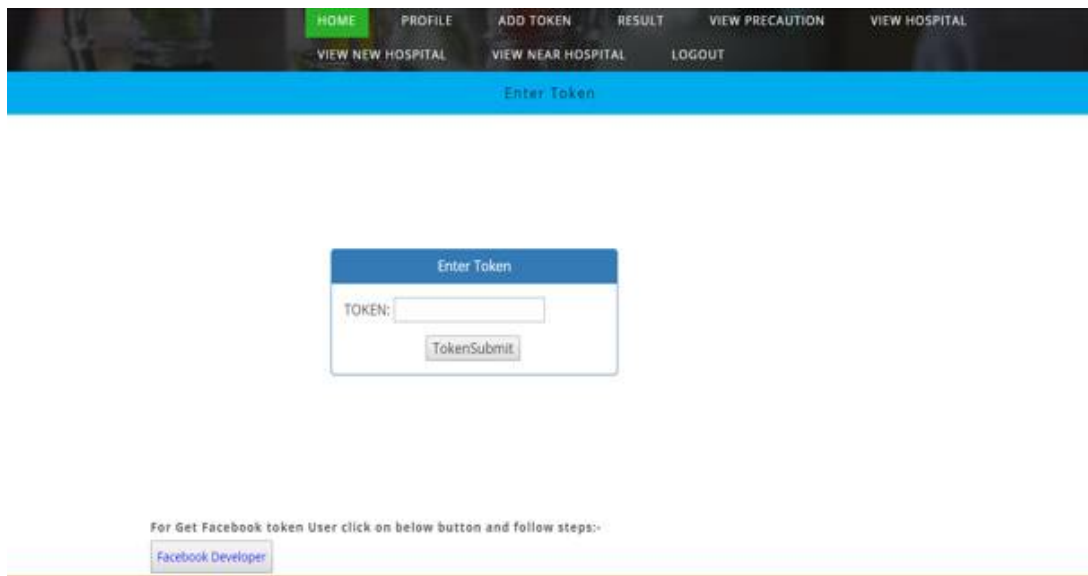 HOME PROFILE ADD TOKEN RESULT VIEW PRECAUTION VIEW HOSPITAL
VIEW NEW HOSPITAL VIEW NEAR HOSPITAL LOGOUT
Enter Token
Enter Token
TOKEN:
TokenSubmit
For Get Facebook token User click on below button and follow steps:-
Facebook Developer